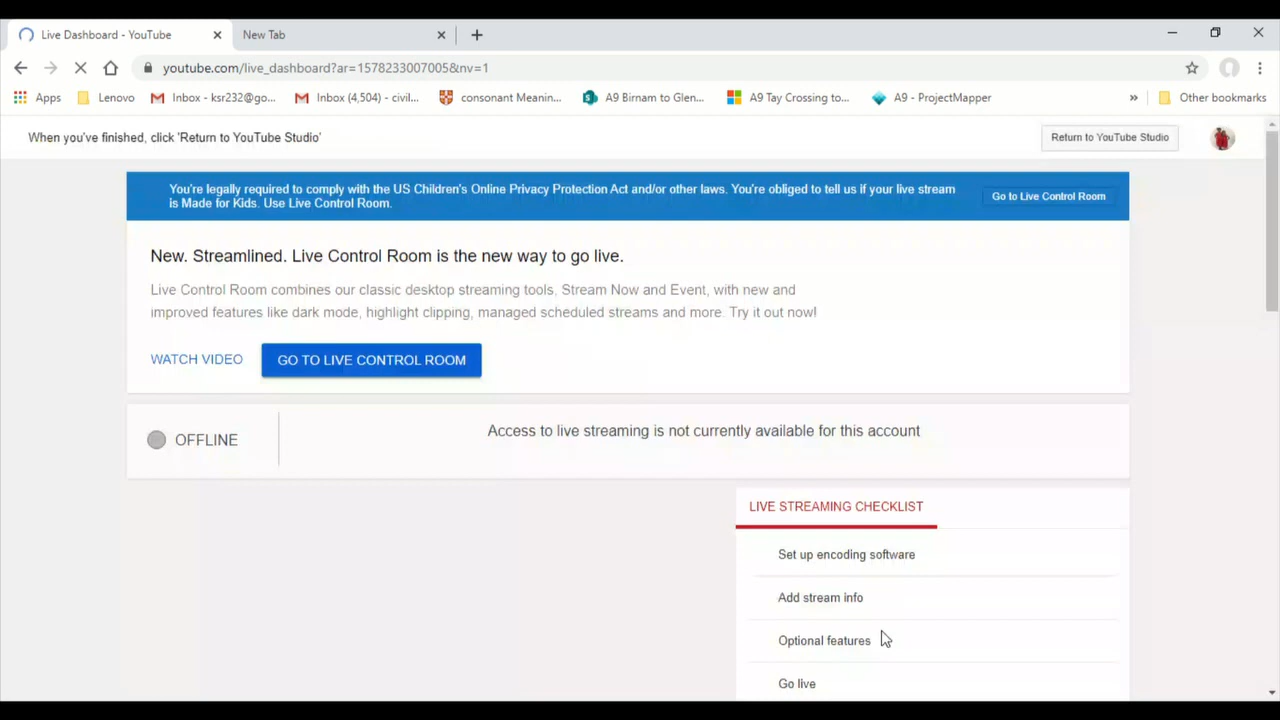 Live Dashboard - YouTube
New Tab
youtube.com/live_dashboard?ar=1578233007005&nv=1
Apps
Lenovo
Inbox - ksr232@go...
Inbox (4,504) - civil...
consonant Meanin...
A9 Birnam to Glen...
A9 Tay Crossing to...
A9 - ProjectMapper
»
Other bookmarks
When you've finished, click 'Return to YouTube Studio'
Return to YouTube Studio
You're legally required to comply with the US Children's Online Privacy Protection Act and/or other laws. You're obliged to tell us if your live stream
is Made for Kids. Use Live Control Room.
Go to Live Control Room
New. Streamlined. Live Control Room is the new way to go live.
Live Control Room combines our classic desktop streaming tools, Stream Now and Event, with new and
improved features like dark mode, highlight clipping, managed scheduled streams and more. Try it out now!
WATCH VIDEO
GO TO LIVE CONTROL ROOM
OFFLINE
Access to live streaming is not currently available for this account
LIVE STREAMING CHECKLIST
Set up encoding software
Add stream info
Optional features
Go live